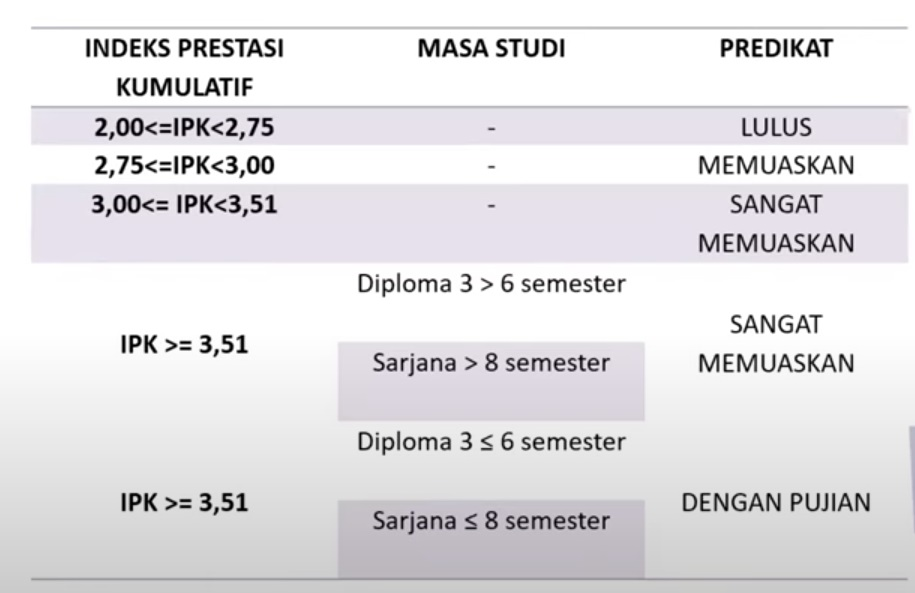 INDEKS PRESTASI KUMULATIF MASA STUDI PREDIKAT
2,00<=IPK<2,75 - LULUS
2,75<=IPK<3,00 - MEMUASKAN
3,00<= IPK<3,51 - SANGAT MEMUASKAN
Diploma 3 > 6 semester
IPK >= 3,51 SANGAT MEMUASKAN
Sarjana > 8 semester
Diploma 3 ≤ 6 semester
IPK >= 3,51 DENGAN PUJIAN
Sarjana ≤ 8 semester